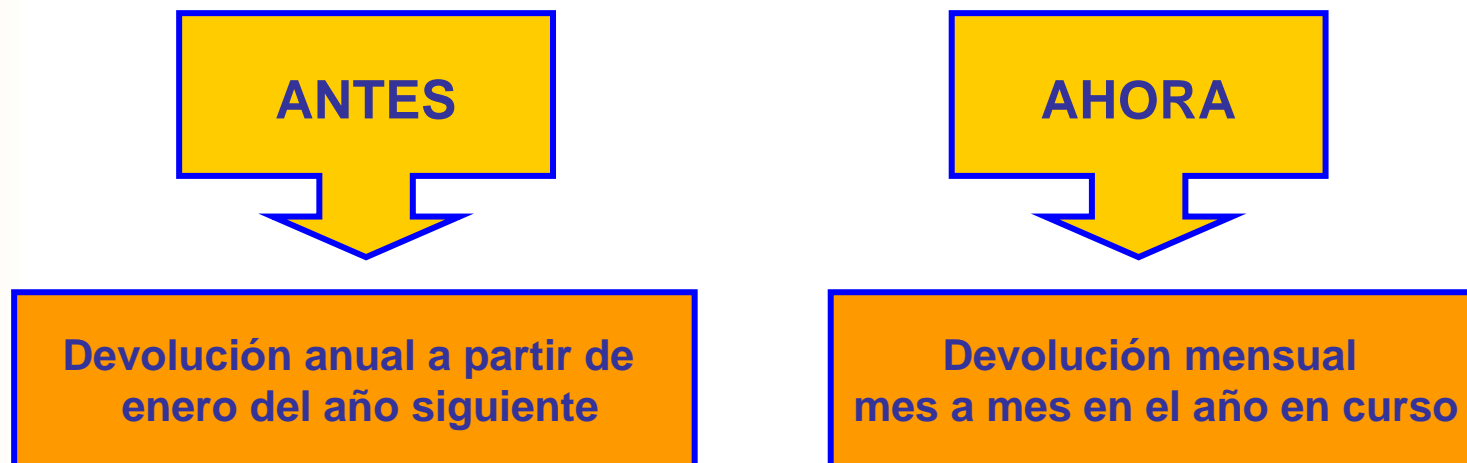 ANTES
Devolución anual a partir de
enero del año siguiente
AHORA
Devolución mensual
mes a mes en el año en curso